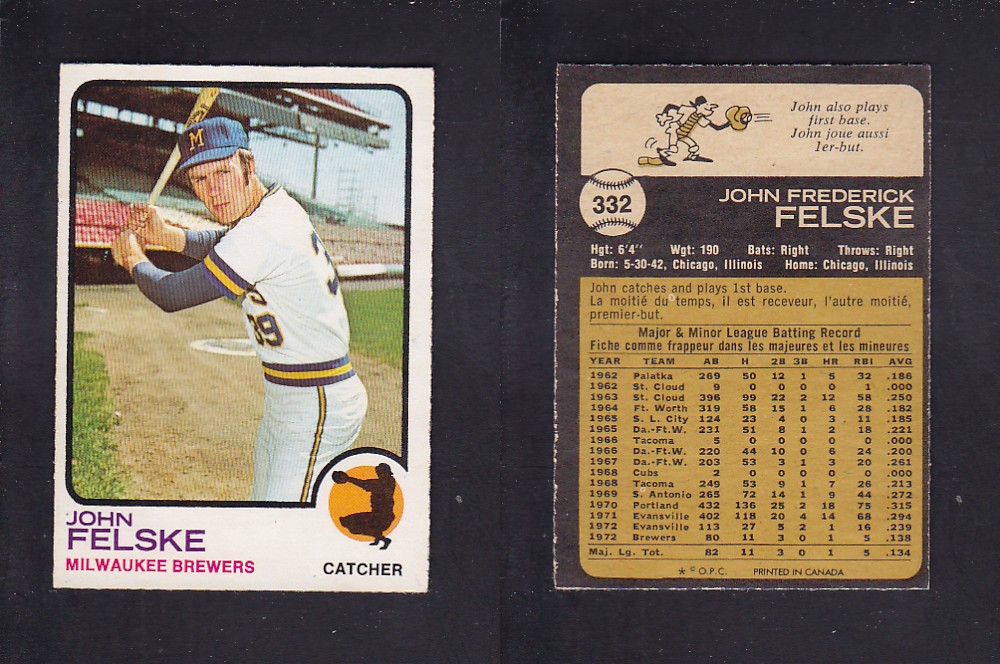 M
39
JOHN
FELSKE
MILWAUKEE BREWERS
CATCHER
John also plays
first base.
John joue aussi
1er-but.
332
JOHN FREDERICK
FELSKE
Hgt: 6'4" Wgt: 190 Bats: Right Throws: Right
Born: 5-30-42, Chicago, Illinois Home: Chicago, Illinois
John catches and plays 1st base.
La moitié du temps, il est receveur, l'autre moitié,
premier-but.
Major & Minor League Batting Record
Fiche comme frappeur dans les majeures et les mineures
YEAR TEAM AB H 2B 3B HR RBI AVG
1962 Palatka 269 50 12 1 5 32 .186
1962 St. Cloud 9 0 0 0 0 1 .000
1963 St. Cloud 396 99 22 2 12 58 .250
1964 Ft. Worth 319 58 15 1 6 28 .182
1965 S. L. City 124 23 4 0 3 11 .185
1965 Da.-Ft.W. 231 51 8 1 2 18 .221
1966 Tacoma 5 0 0 0 0 0 .000
1966 Da.-Ft.W. 220 44 10 0 6 24 .200
1967 Da.-Ft.W. 203 53 3 1 3 20 .261
1968 Cubs 2 0 0 0 0 0 .000
1968 Tacoma 249 53 9 1 7 26 .213
1969 S. Antonio 265 72 14 1 9 44 .272
1970 Portland 432 136 25 2 18 75 .315
1971 Evansville 402 118 20 4 14 68 .294
1972 Evansville 113 27 5 2 1 16 .239
1972 Brewers 80 11 3 0 1 5 .138
Maj. Lg. Tot. 82 11 3 0 1 5 .134
* © O.P.C. PRINTED IN CANADA